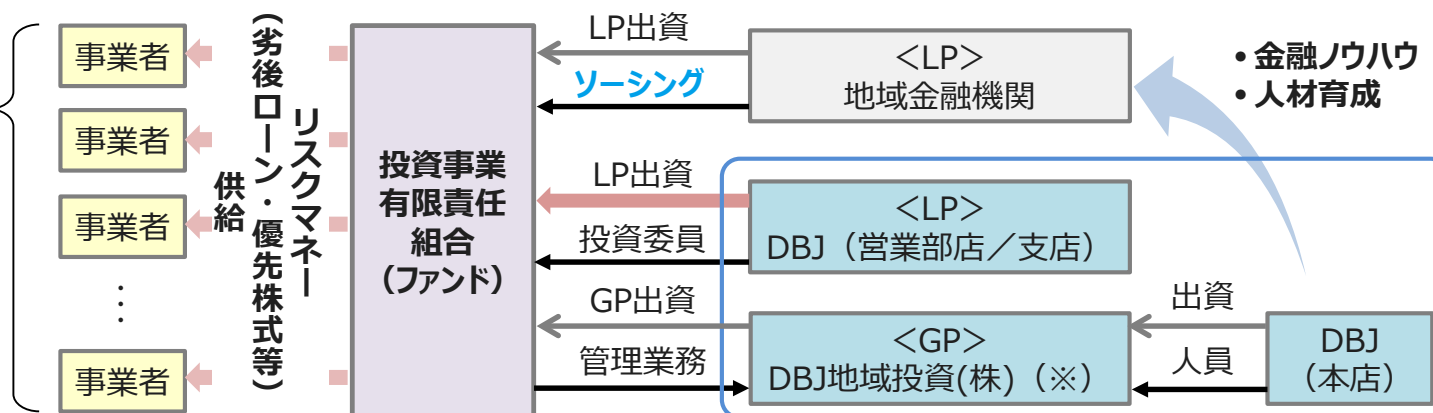 事業者
事業者
事業者
⋮
事業者
リスクマネー
(劣後ローン・優先株式等)
供給
投資事業
有限責任
組合
(ファンド)
LP出資
ソーシング
LP出資
投資委員
GP出資
管理業務
<LP>
地域金融機関
<LP>
DBJ（営業部店／支店）
<GP>
DBJ地域投資(株)（※）
• 金融ノウハウ
• 人材育成
出資
人員
DBJ
（本店）